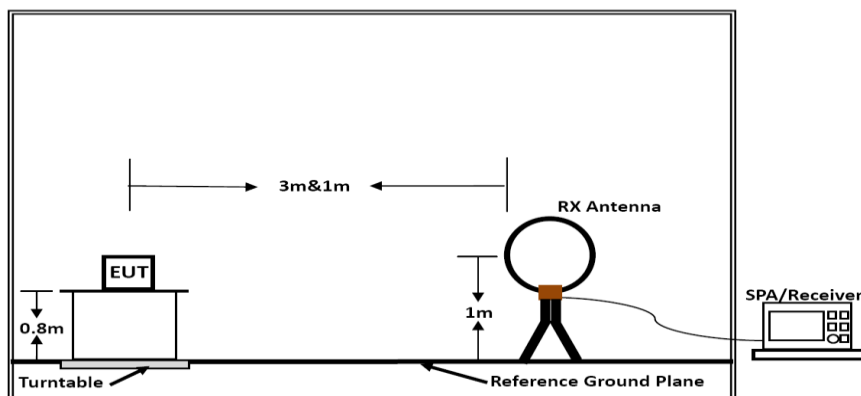 3m&1m
RX Antenna
EUT
SPA/Receiver
0.8m
1m
Turntable
Reference Ground Plane